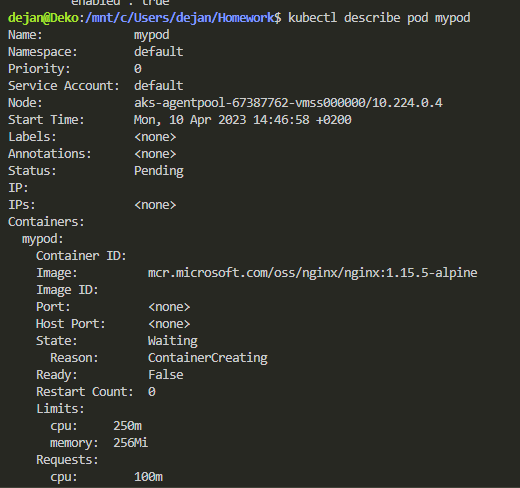 enabled : true
dejan@Deko:/mnt/c/Users/dejan/Homework$ kubectl describe pod mypod
Name:             mypod
Namespace:        default
Priority:         0
Service Account:  default
Node:             aks-agentpool-67387762-vmss000000/10.224.0.4
Start Time:       Mon, 10 Apr 2023 14:46:58 +0200
Labels:           <none>
Annotations:      <none>
Status:           Pending
IP:
IPs:              <none>
Containers:
  mypod:
    Container ID:
    Image:          mcr.microsoft.com/oss/nginx/nginx:1.15.5-alpine
    Image ID:
    Port:           <none>
    Host Port:      <none>
    State:          Waiting
      Reason:       ContainerCreating
    Ready:          False
    Restart Count:  0
    Limits:
      cpu:     250m
      memory:  256Mi
    Requests:
      cpu:        100m